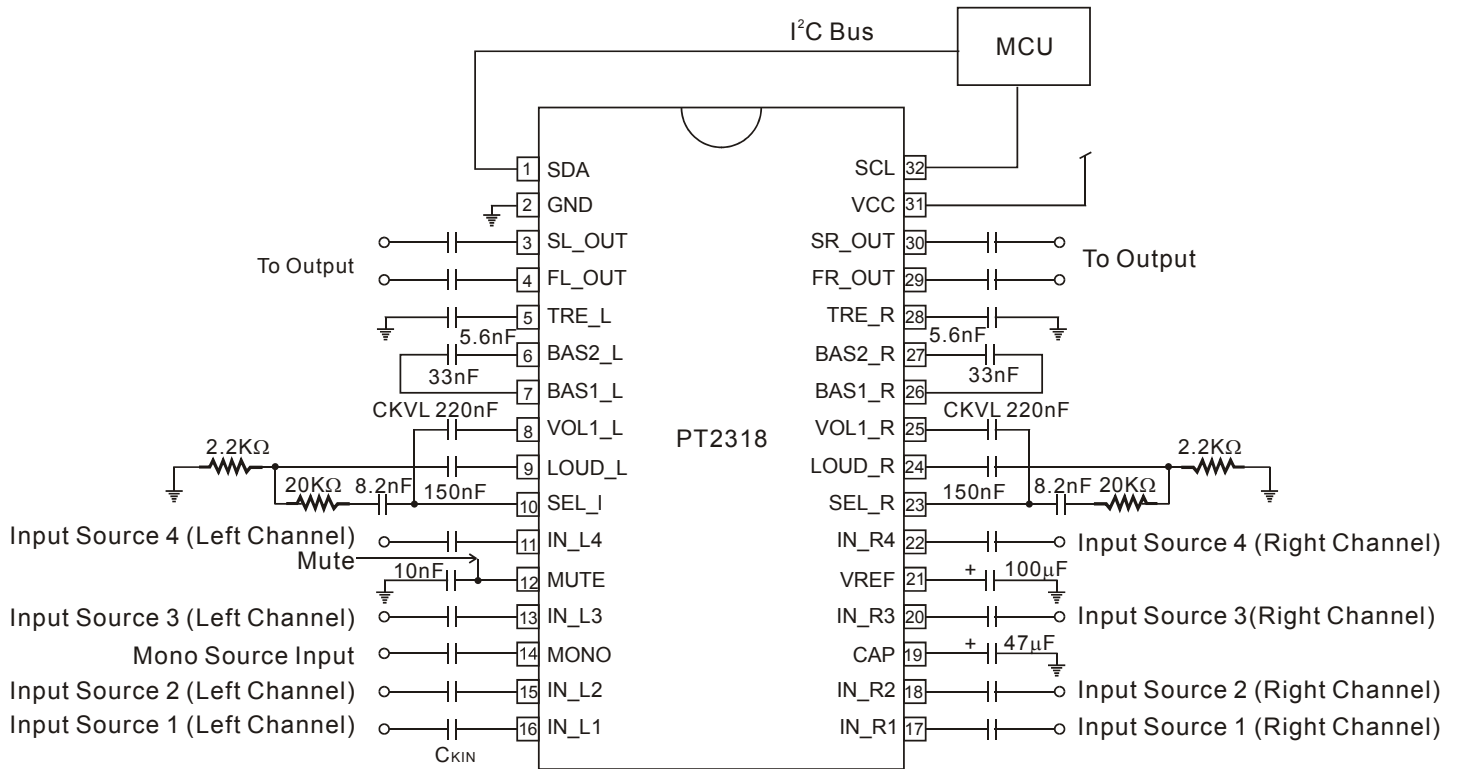 I²C Bus
MCU
1 SDA
SCL 32
2 GND
VCC 31
3 SL_OUT
SR_OUT 30
To Output
To Output
4 FL_OUT
FR_OUT 29
5 TRE_L
TRE_R 28
5.6nF
5.6nF
6 BAS2_L
BAS2_R 27
33nF
33nF
7 BAS1_L
BAS1_R 26
CKVL 220nF
CKVL 220nF
8 VOL1_L
VOL1_R 25
PT2318
2.2KΩ
2.2KΩ
9 LOUD_L
LOUD_R 24
20KΩ 8.2nF 150nF
150nF 8.2nF 20KΩ
10 SEL_I
SEL_R 23
Input Source 4 (Left Channel)
11 IN_L4
IN_R4 22
Input Source 4 (Right Channel)
Mute
10nF
12 MUTE
VREF 21
+ 100µF
Input Source 3 (Left Channel)
13 IN_L3
IN_R3 20
Input Source 3(Right Channel)
Mono Source Input
14 MONO
CAP 19
+ 47µF
Input Source 2 (Left Channel)
15 IN_L2
IN_R2 18
Input Source 2 (Right Channel)
Input Source 1 (Left Channel)
16 IN_L1
IN_R1 17
Input Source 1 (Right Channel)
CKIN